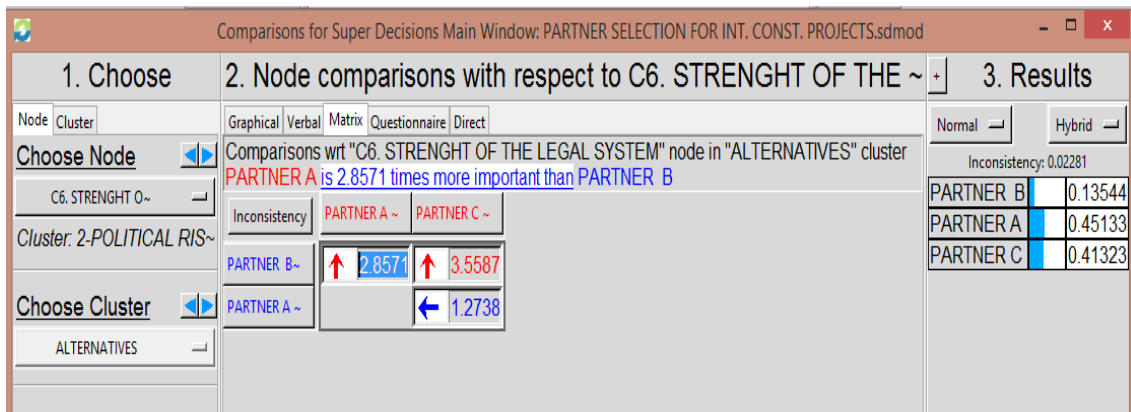 Comparisons for Super Decisions Main Window: PARTNER SELECTION FOR INT. CONST. PROJECTS.sdmod
1. Choose
2. Node comparisons with respect to C6. STRENGHT OF THE ~
+
3. Results
Node Cluster
Graphical Verbal Matrix Questionnaire Direct
Normal
Hybrid
Choose Node
Comparisons wrt "C6. STRENGHT OF THE LEGAL SYSTEM" node in "ALTERNATIVES" cluster
PARTNER A is 2.8571 times more important than PARTNER B
Inconsistency: 0.02281
C6. STRENGHT O~
Inconsistency PARTNER A ~ PARTNER C ~
PARTNER B 0.13544
PARTNER A 0.45133
PARTNER C 0.41323
Cluster: 2-POLITICAL RIS~
PARTNER B~ 2.8571 3.5587
Choose Cluster
PARTNER A ~ 1.2738
ALTERNATIVES